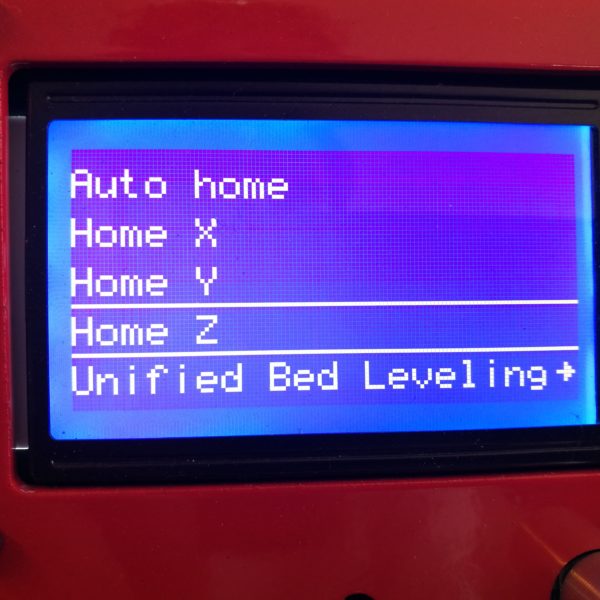 Auto home
Home X
Home Y
Home Z
Unified Bed Leveling→